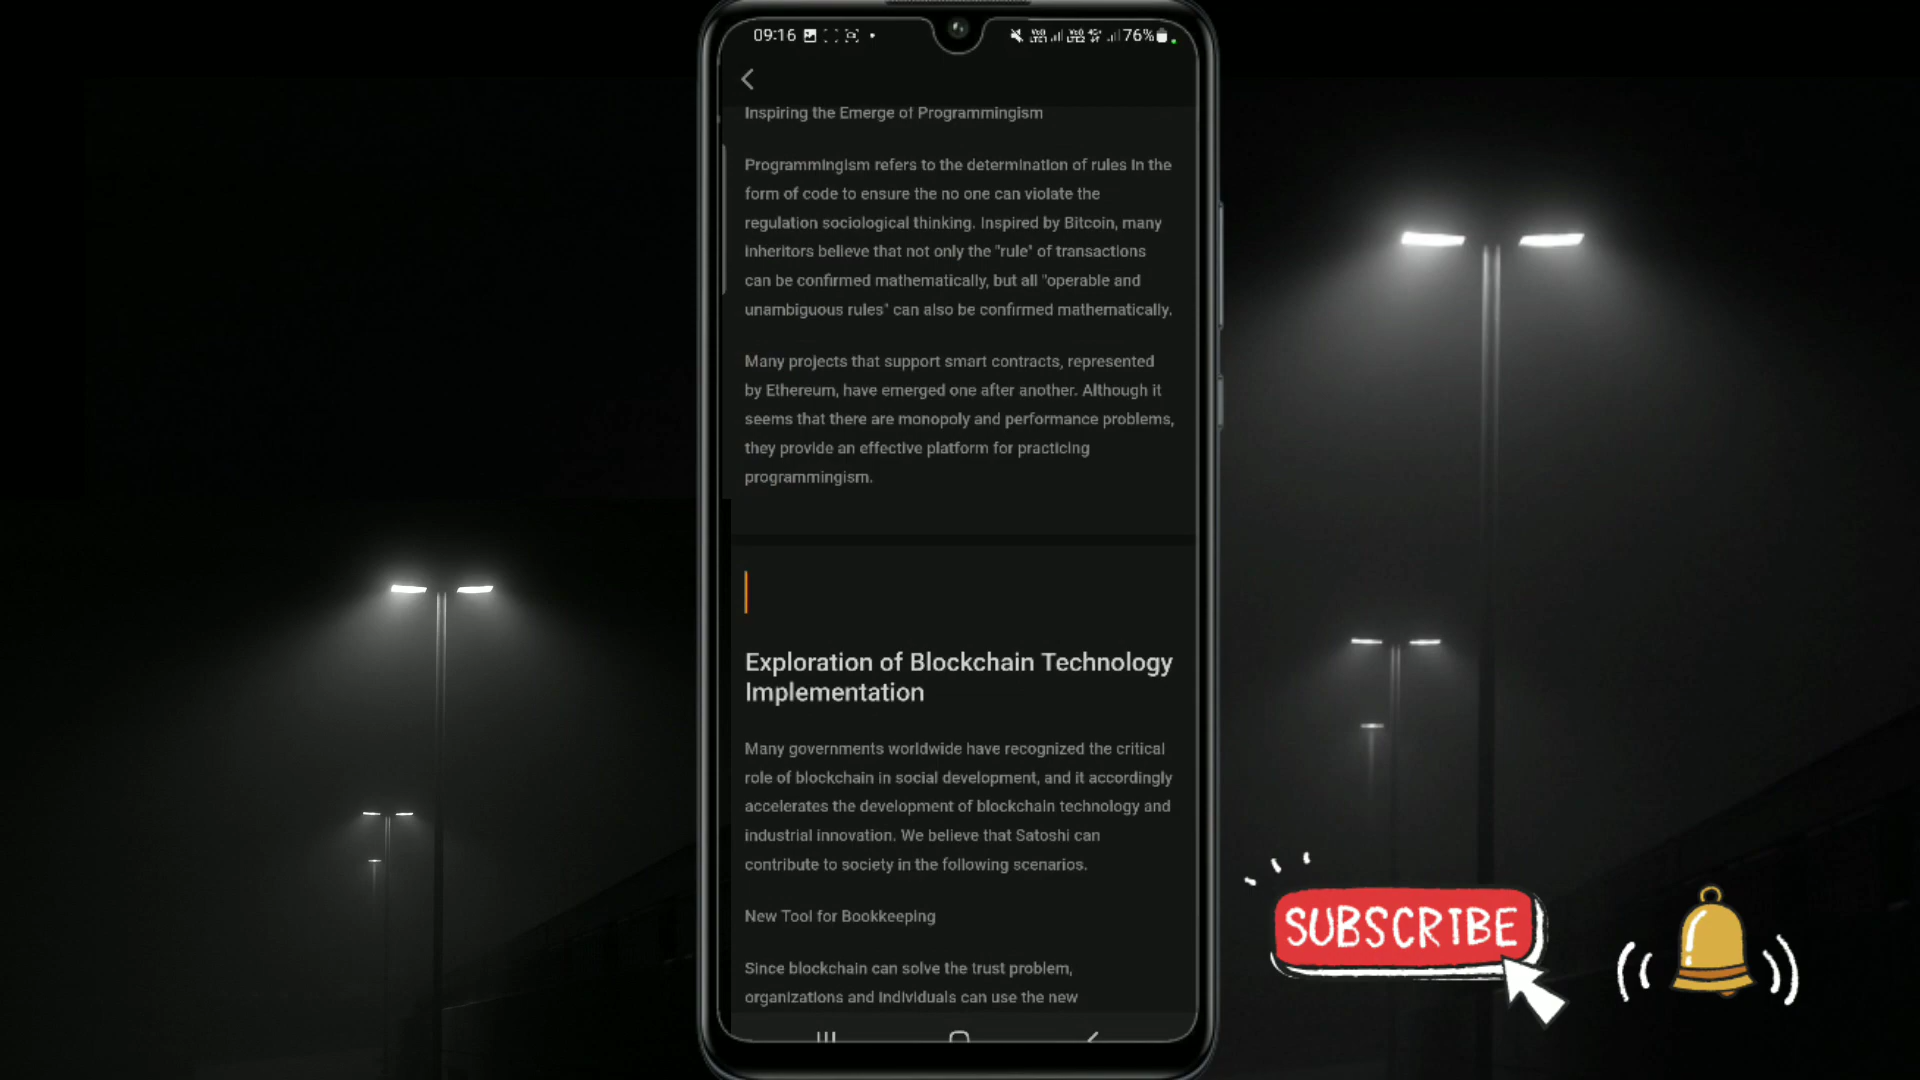 09:16
76%
Inspiring the Emerge of Programmingism
Programmingism refers to the determination of rules in the
form of code to ensure the no one can violate the
regulation sociological thinking. Inspired by Bitcoin, many
inheritors believe that not only the "rule" of transactions
can be confirmed mathematically, but all "operable and
unambiguous rules" can also be confirmed mathematically.
Many projects that support smart contracts, represented
by Ethereum, have emerged one after another. Although it
seems that there are monopoly and performance problems,
they provide an effective platform for practicing
programmingism.
Exploration of Blockchain Technology
Implementation
Many governments worldwide have recognized the critical
role of blockchain in social development, and it accordingly
accelerates the development of blockchain technology and
industrial innovation. We believe that Satoshi can
contribute to society in the following scenarios.
New Tool for Bookkeeping
Since blockchain can solve the trust problem,
organizations and individuals can use the new
SUBSCRIBE